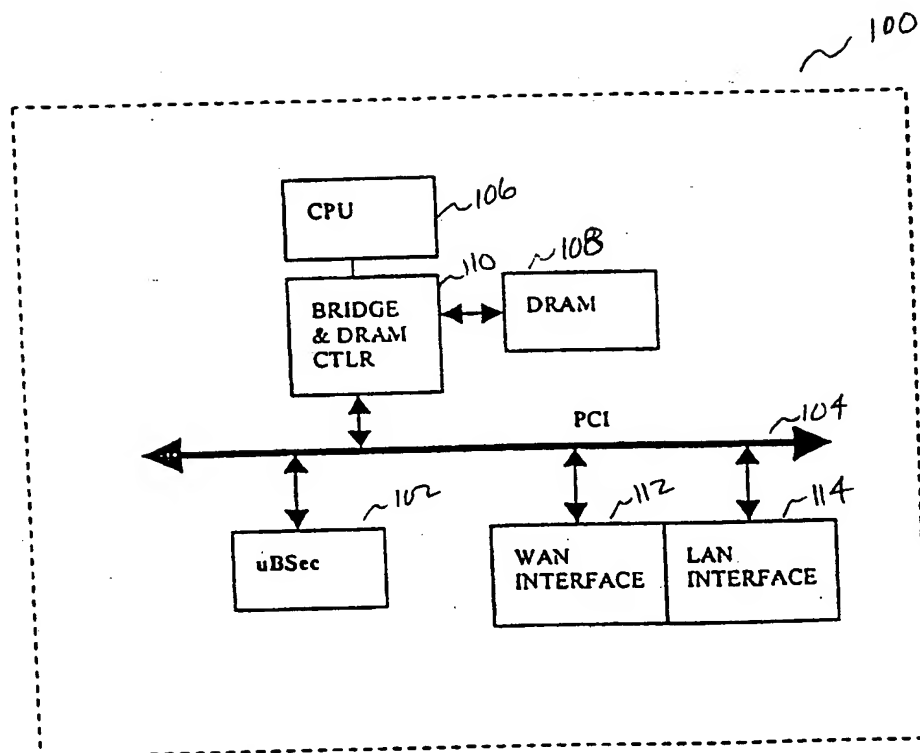 100
CPU
106
110
108
BRIDGE
& DRAM
CTLR
DRAM
PCI
104
102
112
114
uBSec
WAN
INTERFACE
LAN
INTERFACE